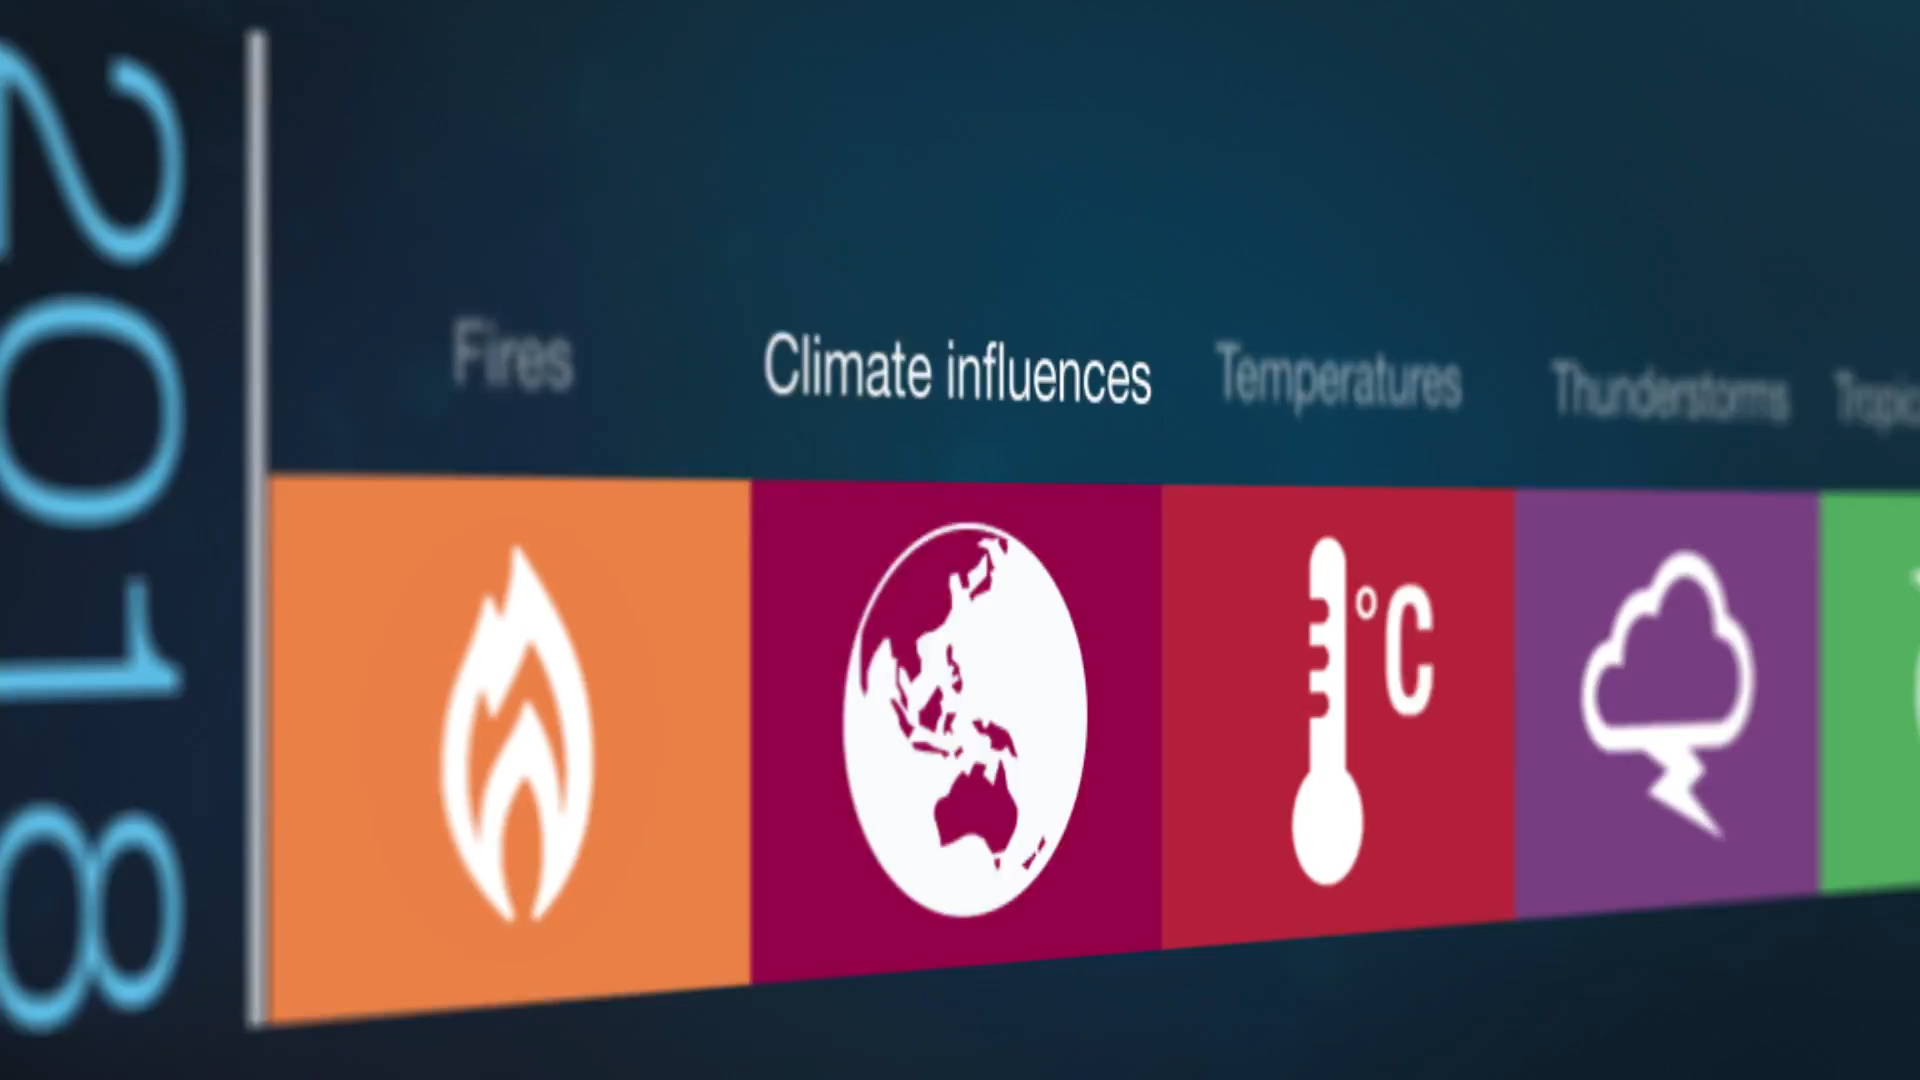 2018
Fires
Climate influences
Temperatures
Thunderstorms
°C